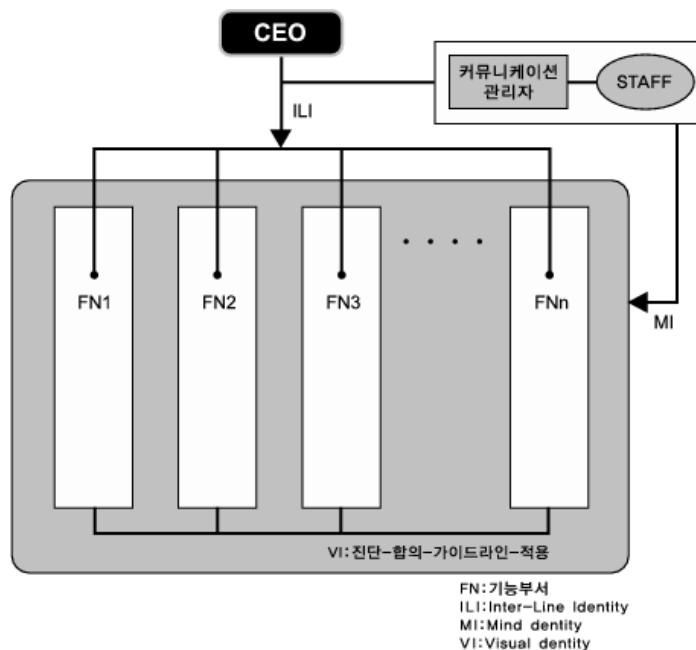 CEO
커뮤니케이션
관리자
STAFF
ILI
FN1
FN2
FN3
FNn
MI
VI:진단-합의-가이드라인-적용
FN:기능부서
ILI:Inter-Line Identity
MI:Mind dentity
VI:Visual dentity